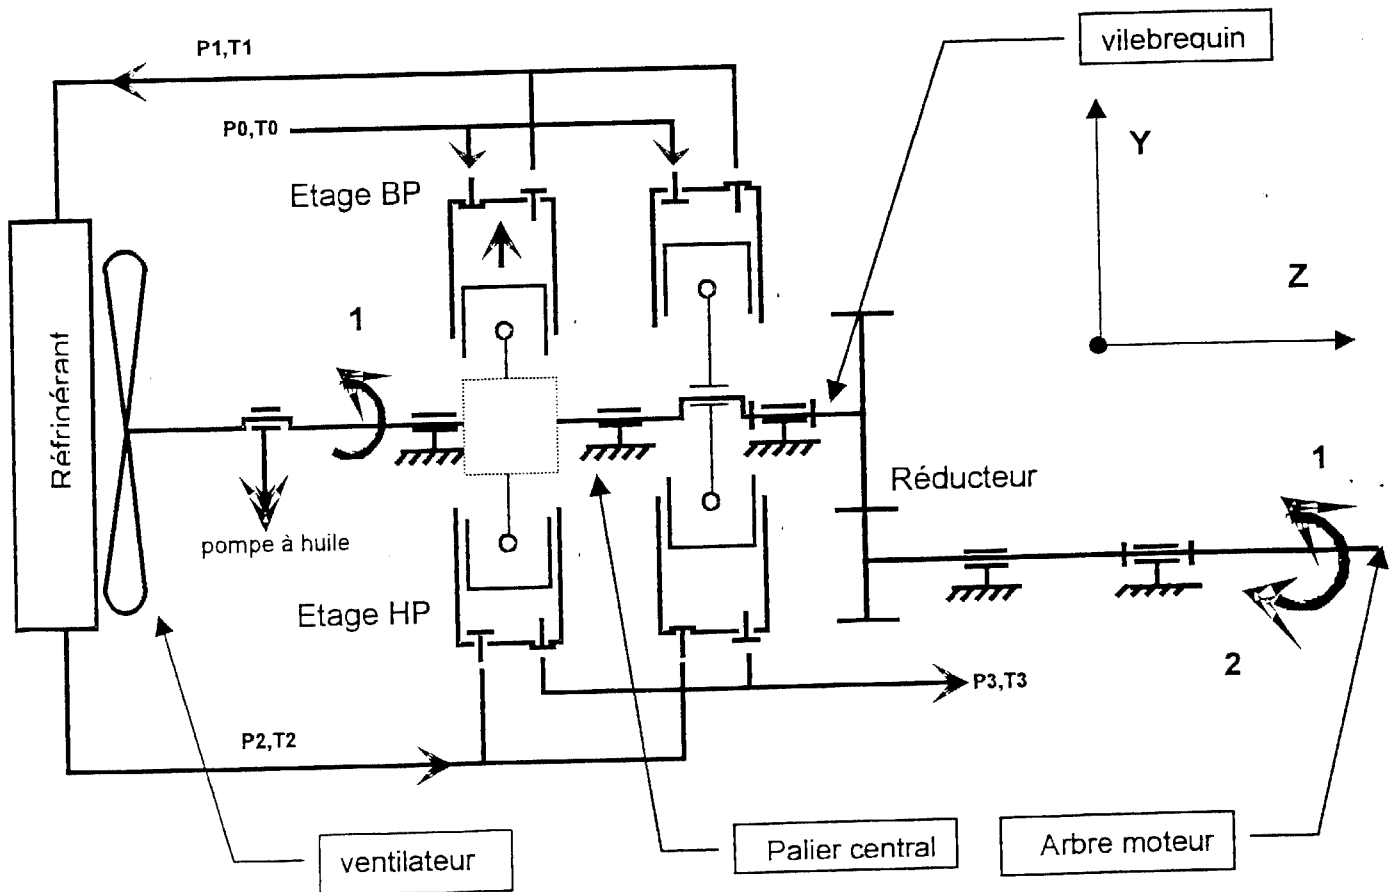 vilebrequin
P1,T1
P0,T0
Y
Etage BP
Z
1
Réfrinérant
Réducteur
1
pompe à huile
Etage HP
2
P3,T3
P2,T2
ventilateur
Palier central
Arbre moteur